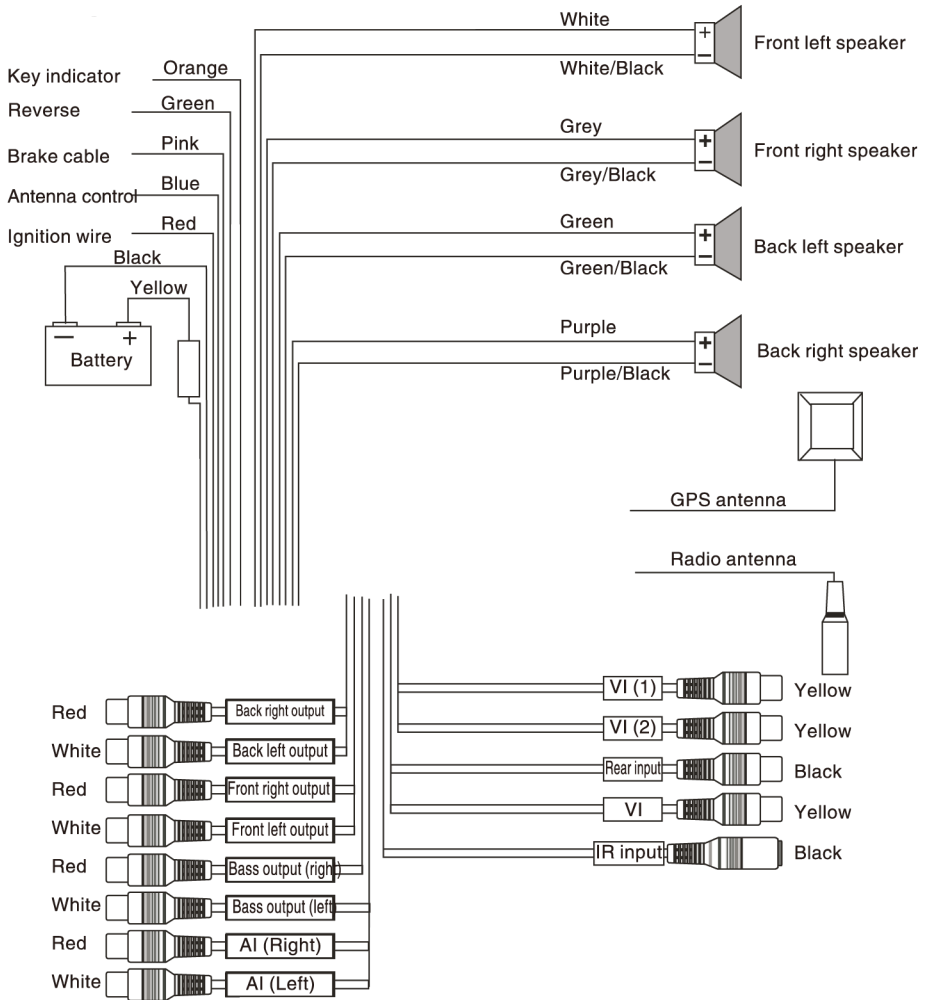 White
+
−
Front left speaker
White/Black
Key indicator
Orange
Reverse
Green
Brake cable
Pink
Antenna control
Blue
Ignition wire
Red
Black
Yellow
− +
Battery
Grey
+
−
Front right speaker
Grey/Black
Green
+
−
Back left speaker
Green/Black
Purple
+
−
Back right speaker
Purple/Black
GPS antenna
Radio antenna
Red Back right output
White Back left output
Red Front right output
White Front left output
Red Bass output (right)
White Bass output (left
Red AI (Right)
White AI (Left)
VI (1) Yellow
VI (2) Yellow
Rear input Black
VI Yellow
IR input Black